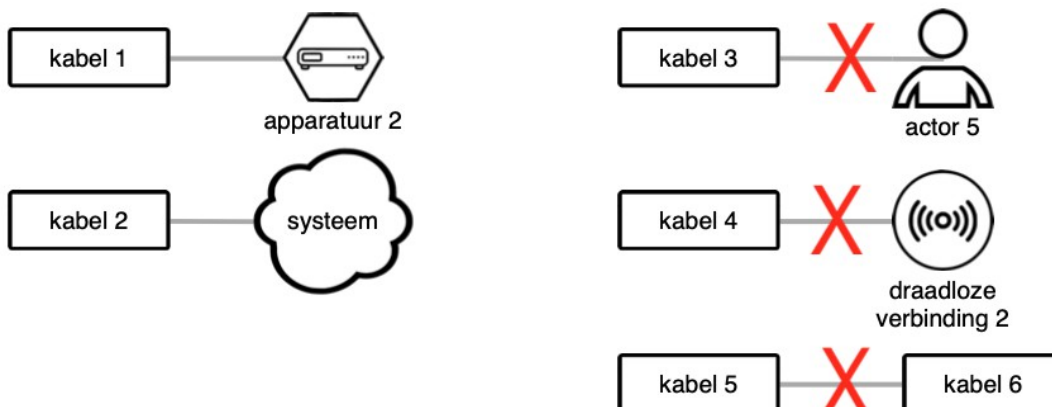 kabel 1
apparatuur 2
kabel 2
systeem
kabel 3
actor 5
kabel 4
draadloze
verbinding 2
kabel 5
kabel 6